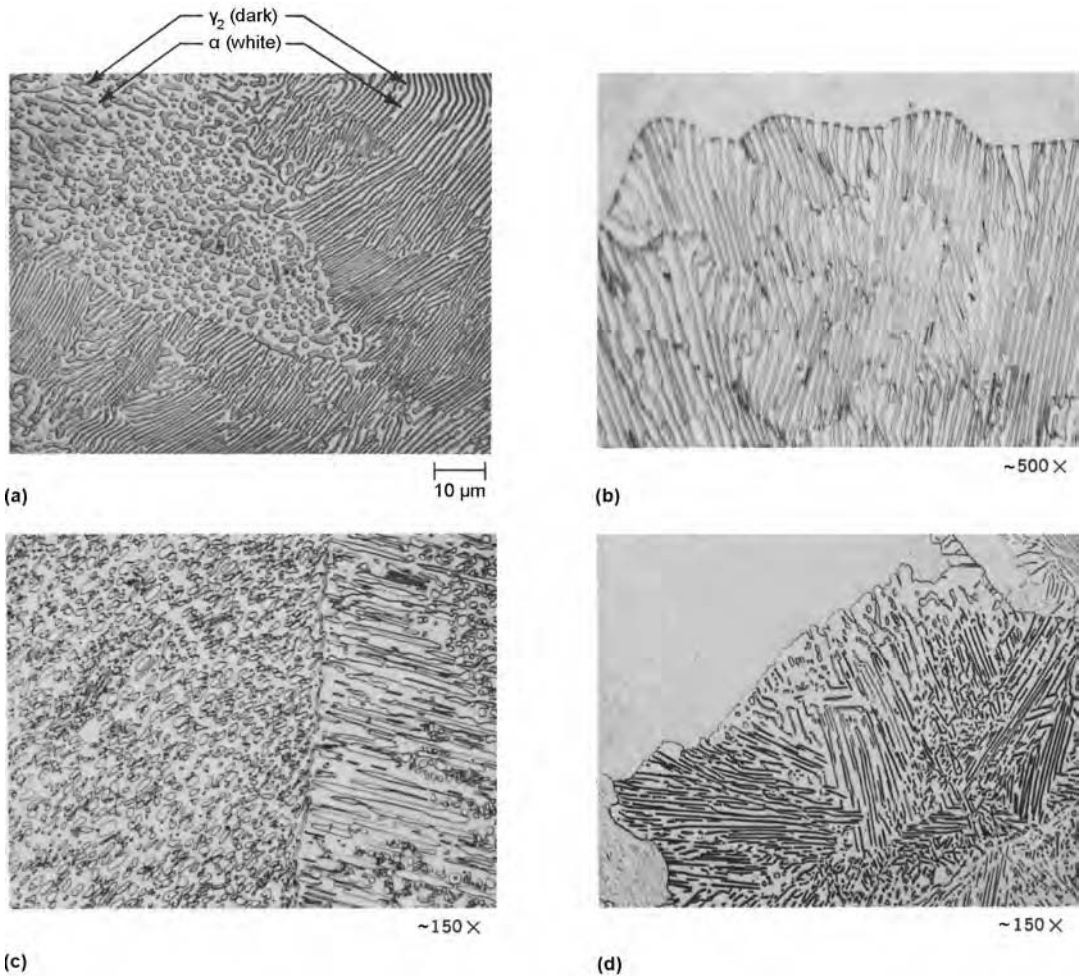 γ₂ (dark)
α (white)
10 µm
(a)
~500 ×
(b)
~150 ×
(c)
~150 ×
(d)